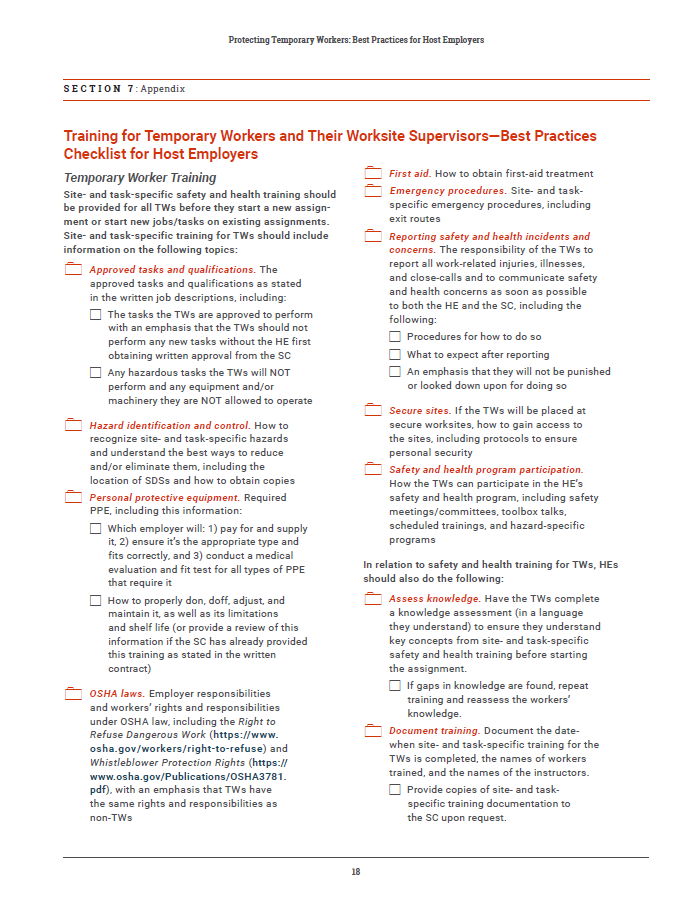 Protecting Temporary Workers: Best Practices for Host Employers
SECTION 7: Appendix
Training for Temporary Workers and Their Worksite Supervisors—Best Practices
Checklist for Host Employers
Temporary Worker Training
Site- and task-specific safety and health training should
be provided for all TWs before they start a new assign-
ment or start new jobs/tasks on existing assignments.
Site- and task-specific training for TWs should include
information on the following topics:
Approved tasks and qualifications. The
approved tasks and qualifications as stated
in the written job descriptions, including:
The tasks the TWs are approved to perform
with an emphasis that the TWs should not
perform any new tasks without the HE first
obtaining written approval from the SC
Any hazardous tasks the TWs will NOT
perform and any equipment and/or
machinery they are NOT allowed to operate
Hazard identification and control. How to
recognize site- and task-specific hazards
and understand the best ways to reduce
and/or eliminate them, including the
location of SDSs and how to obtain copies
Personal protective equipment. Required
PPE, including this information:
Which employer will: 1) pay for and supply
it, 2) ensure it's the appropriate type and
fits correctly, and 3) conduct a medical
evaluation and fit test for all types of PPE
that require it
How to properly don, doff, adjust, and
maintain it, as well as its limitations
and shelf life (or provide a review of this
information if the SC has already provided
this training as stated in the written
contract)
OSHA laws. Employer responsibilities
and workers' rights and responsibilities
under OSHA law, including the Right to
Refuse Dangerous Work (https://www.
osha.gov/workers/right-to-refuse) and
Whistleblower Protection Rights (https://
www.osha.gov/Publications/OSHA3781.
pdf), with an emphasis that TWs have
the same rights and responsibilities as
non-TWs
First aid. How to obtain first-aid treatment
Emergency procedures. Site- and task-
specific emergency procedures, including
exit routes
Reporting safety and health incidents and
concerns. The responsibility of the TWs to
report all work-related injuries, illnesses,
and close-calls and to communicate safety
and health concerns as soon as possible
to both the HE and the SC, including the
following:
Procedures for how to do so
What to expect after reporting
An emphasis that they will not be punished
or looked down upon for doing so
Secure sites. If the TWs will be placed at
secure worksites, how to gain access to
the sites, including protocols to ensure
personal security
Safety and health program participation.
How the TWs can participate in the HE's
safety and health program, including safety
meetings/committees, toolbox talks,
scheduled trainings, and hazard-specific
programs
In relation to safety and health training for TWs, HEs
should also do the following:
Assess knowledge. Have the TWs complete
a knowledge assessment (in a language
they understand) to ensure they understand
key concepts from site- and task-specific
safety and health training before starting
the assignment.
If gaps in knowledge are found, repeat
training and reassess the workers'
knowledge.
Document training. Document the date-
when site- and task-specific training for the
TWs is completed, the names of workers
trained, and the names of the instructors.
Provide copies of site- and task-
specific training documentation to
the SC upon request.
18